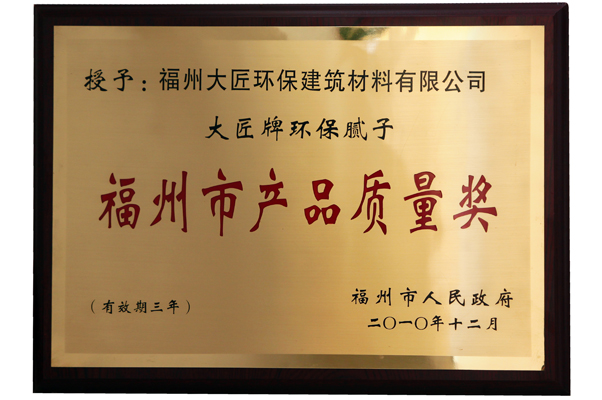 授予：福州大匠环保建筑材料有限公司
大匠牌环保腻子
福州市产品质量奖
（有效期三年）
福州市人民政府
二〇一〇年十二月